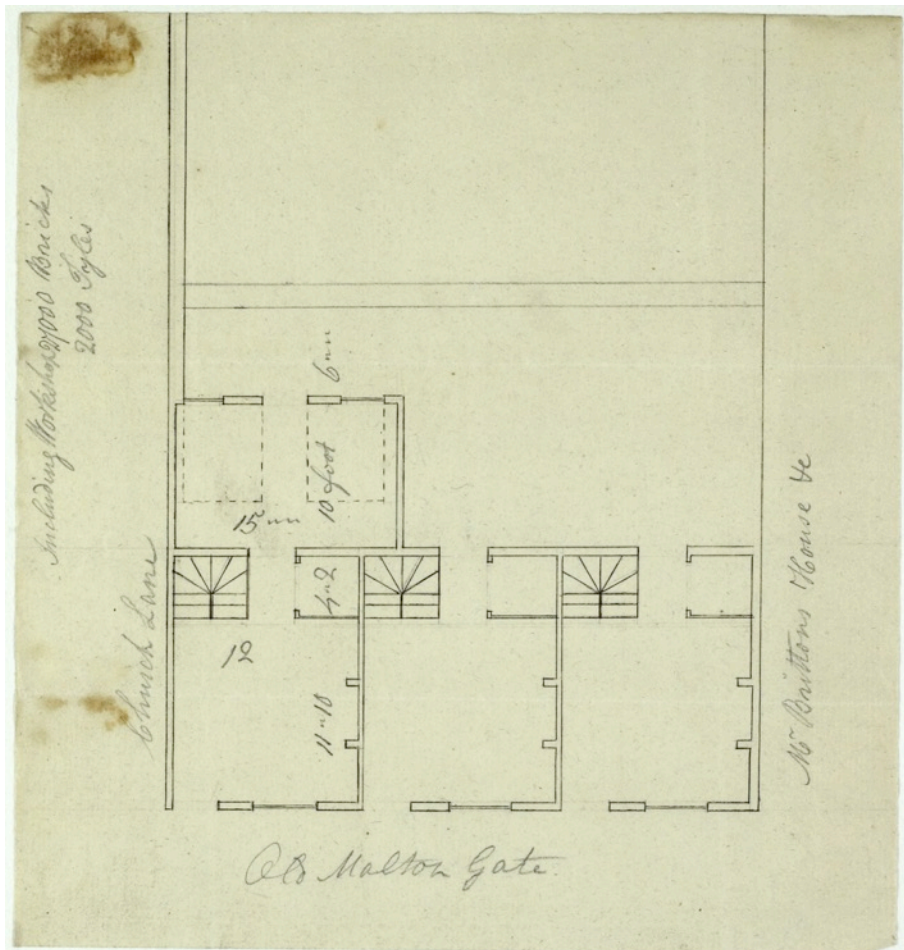 Including Workshop 27000 Bricks
2000 Tyles
6 "
10 foot
15 "
4 " 2
12
11 " 10
Church Lane
Mr Brittons House &c
Old Malton Gate